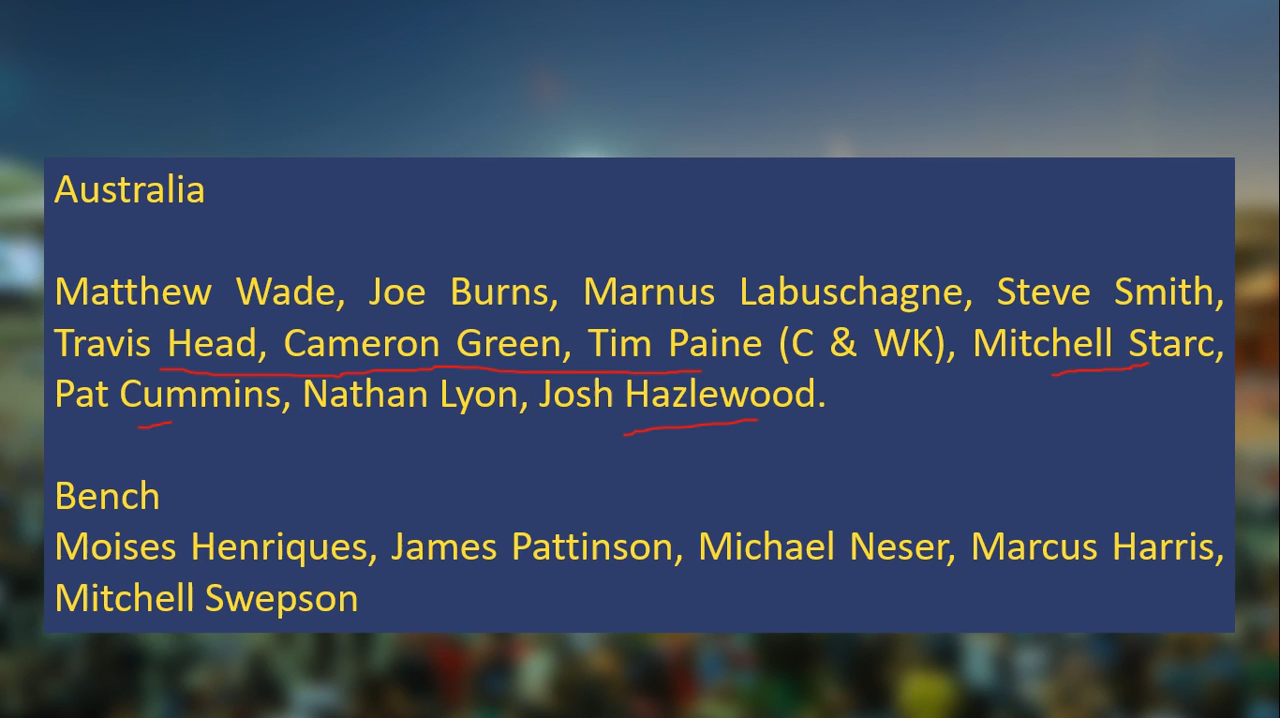 Australia
Matthew Wade, Joe Burns, Marnus Labuschagne, Steve Smith,
Travis Head, Cameron Green, Tim Paine (C & WK), Mitchell Starc,
Pat Cummins, Nathan Lyon, Josh Hazlewood.
Bench
Moises Henriques, James Pattinson, Michael Neser, Marcus Harris,
Mitchell Swepson